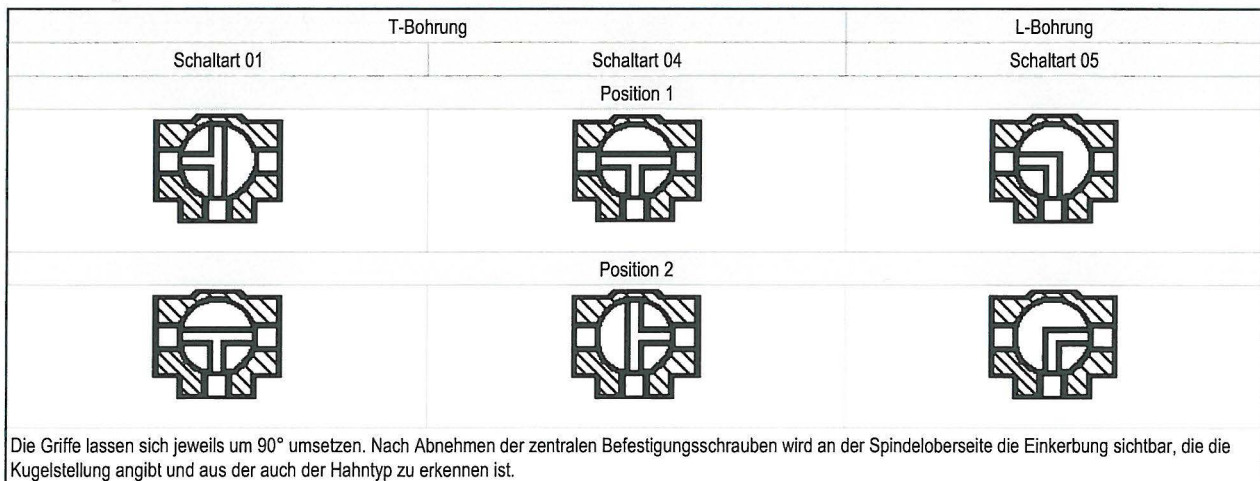 T-Bohrung L-Bohrung
Schaltart 01 Schaltart 04 Schaltart 05
Position 1
Position 2
Die Griffe lassen sich jeweils um 90° umsetzen. Nach Abnehmen der zentralen Befestigungsschrauben wird an der Spindeloberseite die Einkerbung sichtbar, die die
Kugelstellung angibt und aus der auch der Hahntyp zu erkennen ist.